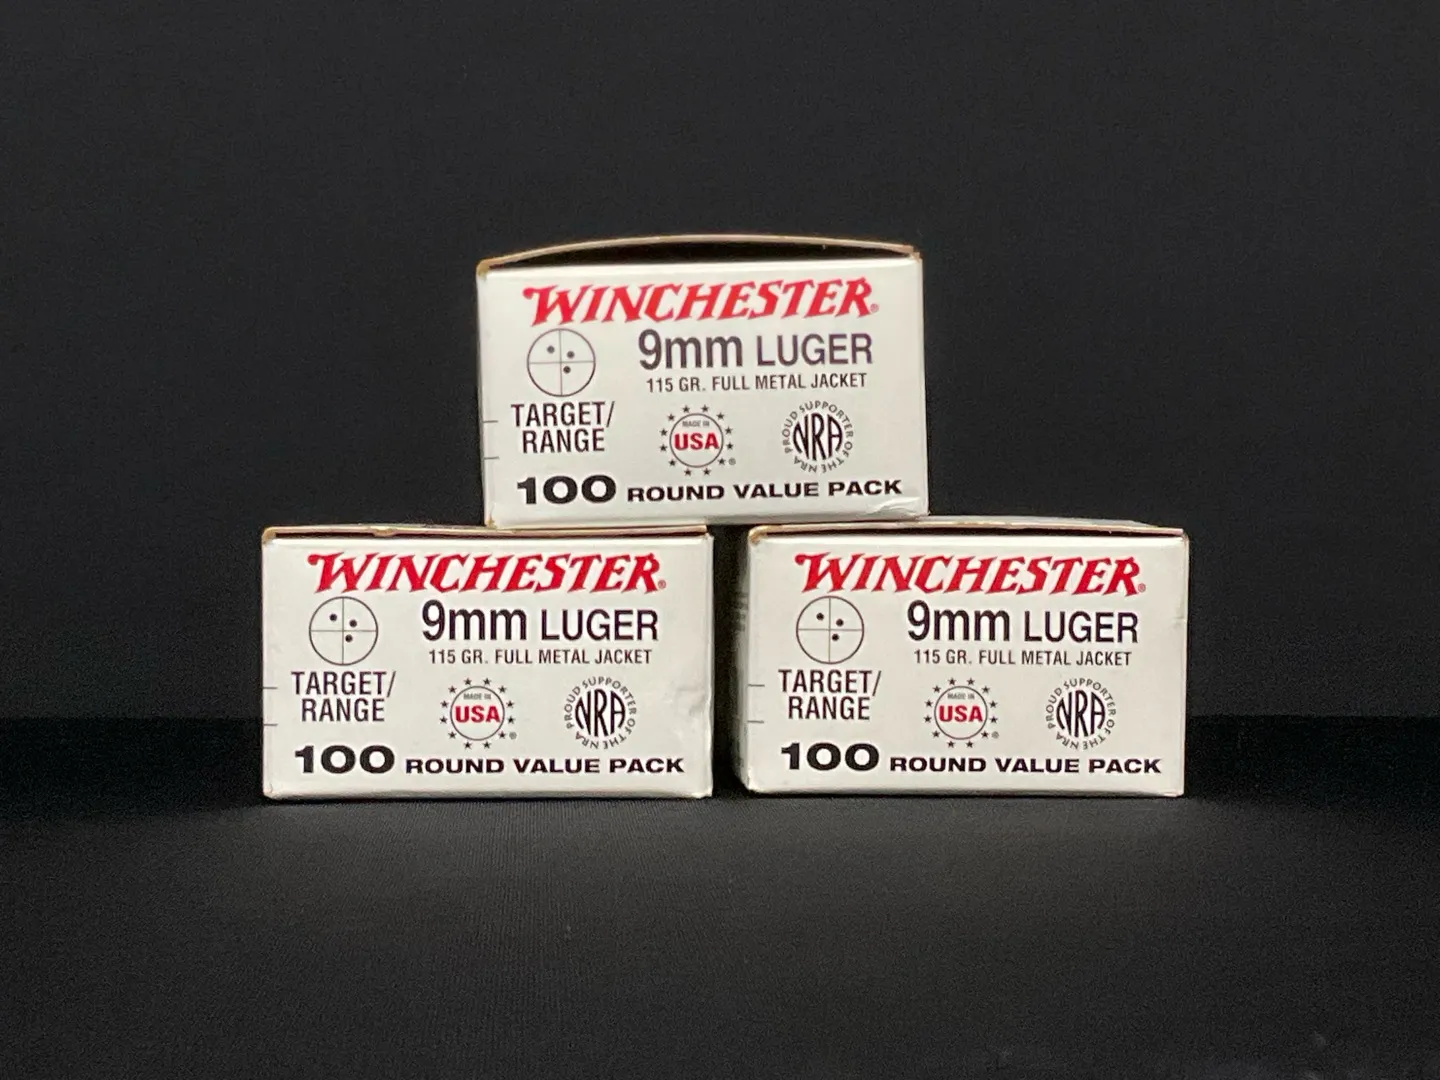 WINCHESTER®
9mm LUGER
115 GR. FULL METAL JACKET
TARGET/
RANGE
MADE IN
USA
®
PROUD SUPPORTER OF THE NRA
NRA
100 ROUND VALUE PACK
WINCHESTER®
9mm LUGER
115 GR. FULL METAL JACKET
TARGET/
RANGE
MADE IN
USA
®
PROUD SUPPORTER OF THE NRA
NRA
100 ROUND VALUE PACK
WINCHESTER®
9mm LUGER
115 GR. FULL METAL JACKET
TARGET/
RANGE
MADE IN
USA
®
PROUD SUPPORTER OF THE NRA
NRA
100 ROUND VALUE PACK